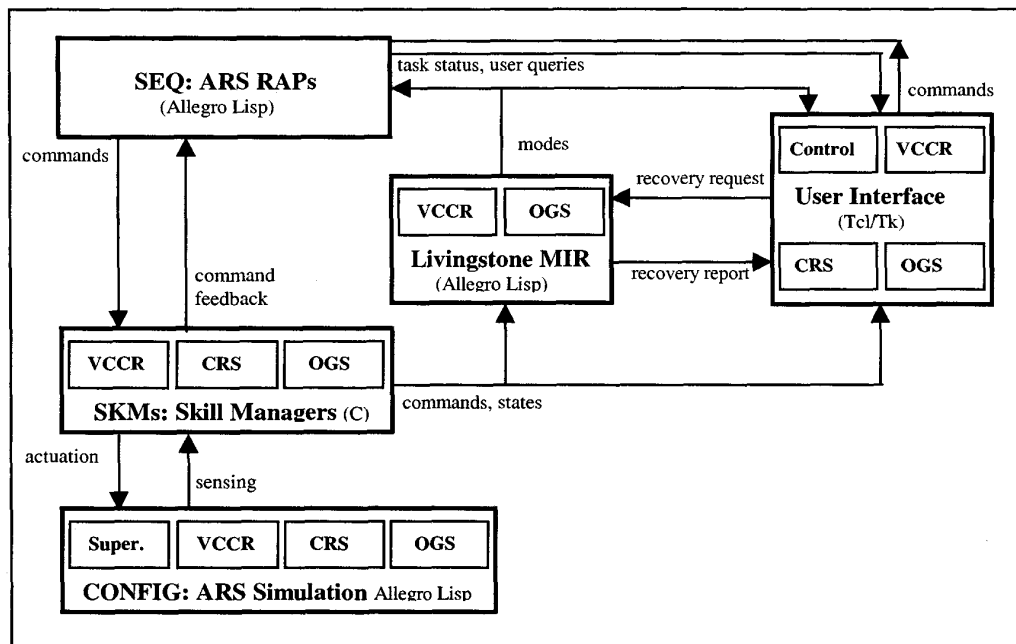 SEQ: ARS RAPs
(Allegro Lisp)
task status, user queries
commands
commands
modes
Control
VCCR
User Interface
(Tcl/Tk)
CRS
OGS
recovery request
VCCR
OGS
Livingstone MIR
(Allegro Lisp)
recovery report
command
feedback
VCCR
CRS
OGS
SKMs: Skill Managers (C)
commands, states
actuation
sensing
Super.
VCCR
CRS
OGS
CONFIG: ARS Simulation Allegro Lisp